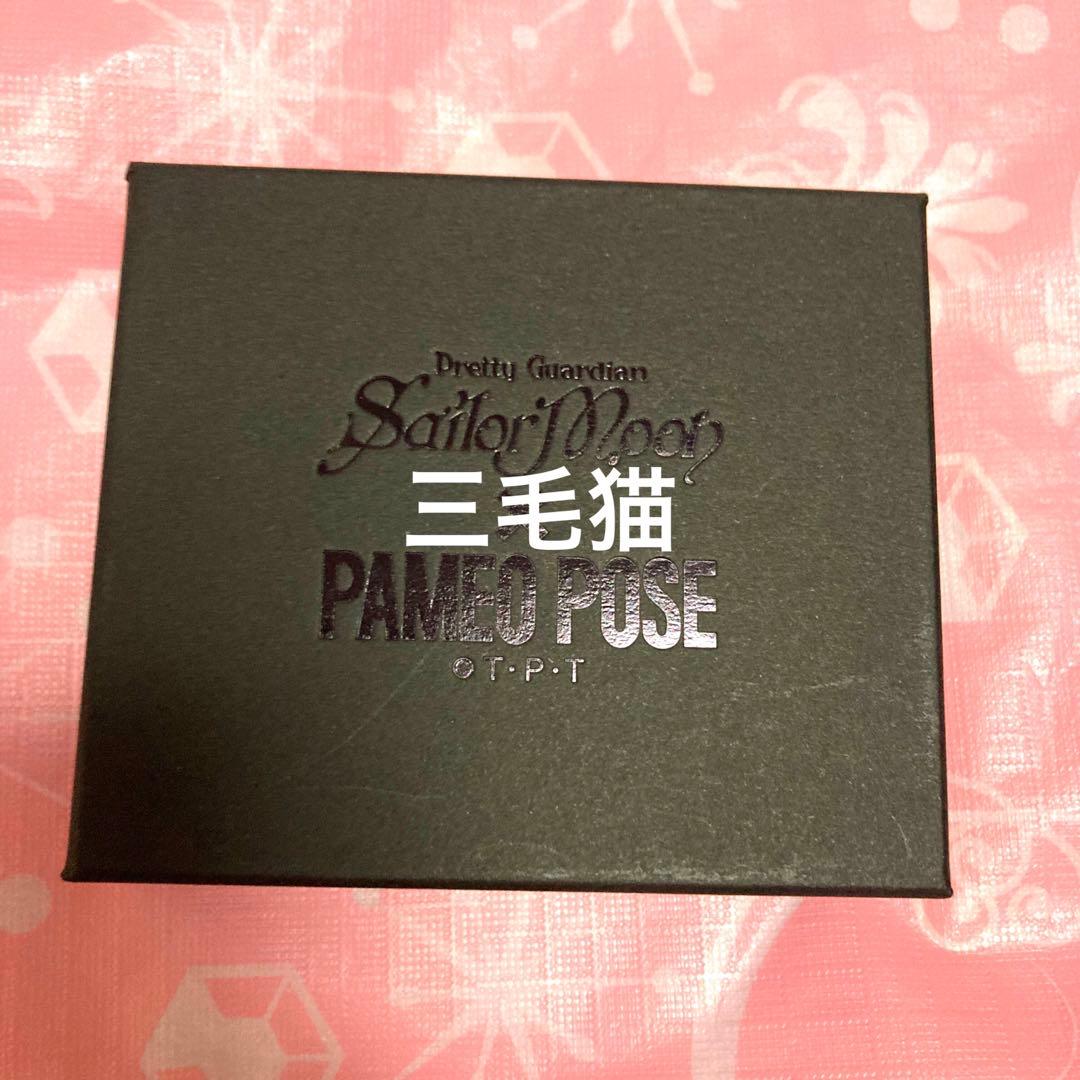 Pretty Guardian
Sailor Moon
三毛猫
PAMEO POSE
©T·P·T